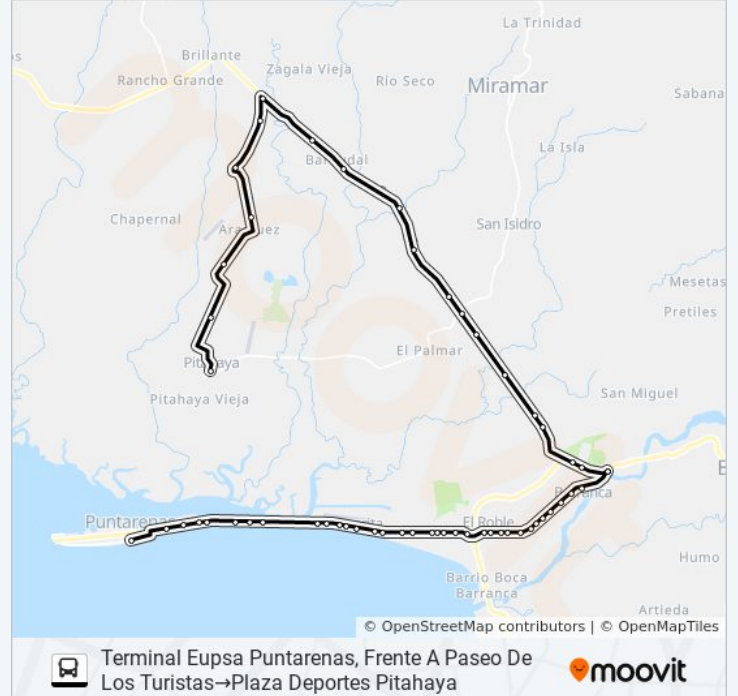 La Trinidad
Brillante
Zagala Vieja
Rancho Grande
Río Seco
Miramar
Sabana
La Isla
Chapernal
San Isidro
Mesetas
Pretiles
El Palmar
Pitahaya
Pitahaya Vieja
San Miguel
Puntarenas
El Roble
Barranca
Humo
Barrio Boca
Barranca
Artieda
© OpenStreetMap contributors | © OpenMapTiles
Terminal Eupsa Puntarenas, Frente A Paseo De
Los Turistas→Plaza Deportes Pitahaya
moovit